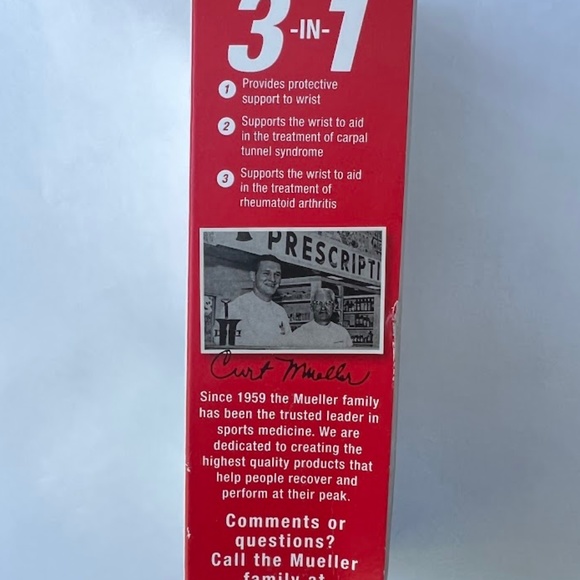 3-IN-1
1 Provides protective
support to wrist
2 Supports the wrist to aid
in the treatment of carpal
tunnel syndrome
3 Supports the wrist to aid
in the treatment of
rheumatoid arthritis
PRESCRIPTI
Curt Mueller
Since 1959 the Mueller family
has been the trusted leader in
sports medicine. We are
dedicated to creating the
highest quality products that
help people recover and
perform at their peak.
Comments or
questions?
Call the Mueller
family at